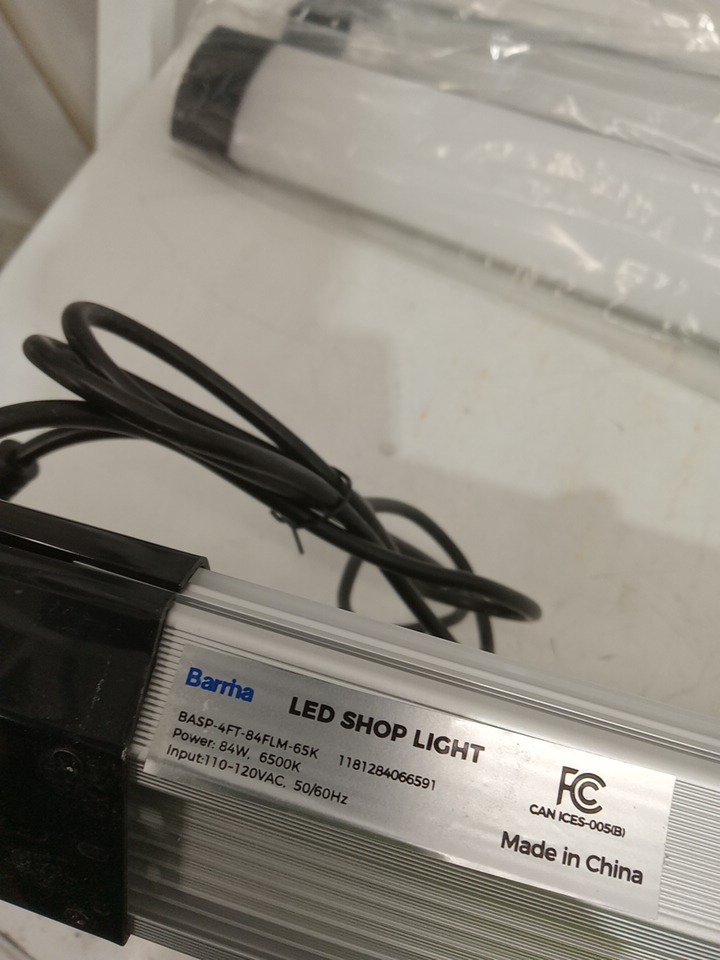 Barrina
LED SHOP LIGHT
BASP-4FT-84FLM-65K
Power: 84W, 6500K
1181284066591
Input:110-120VAC, 50/60Hz
FC
CAN ICES-005(B)
Made in China